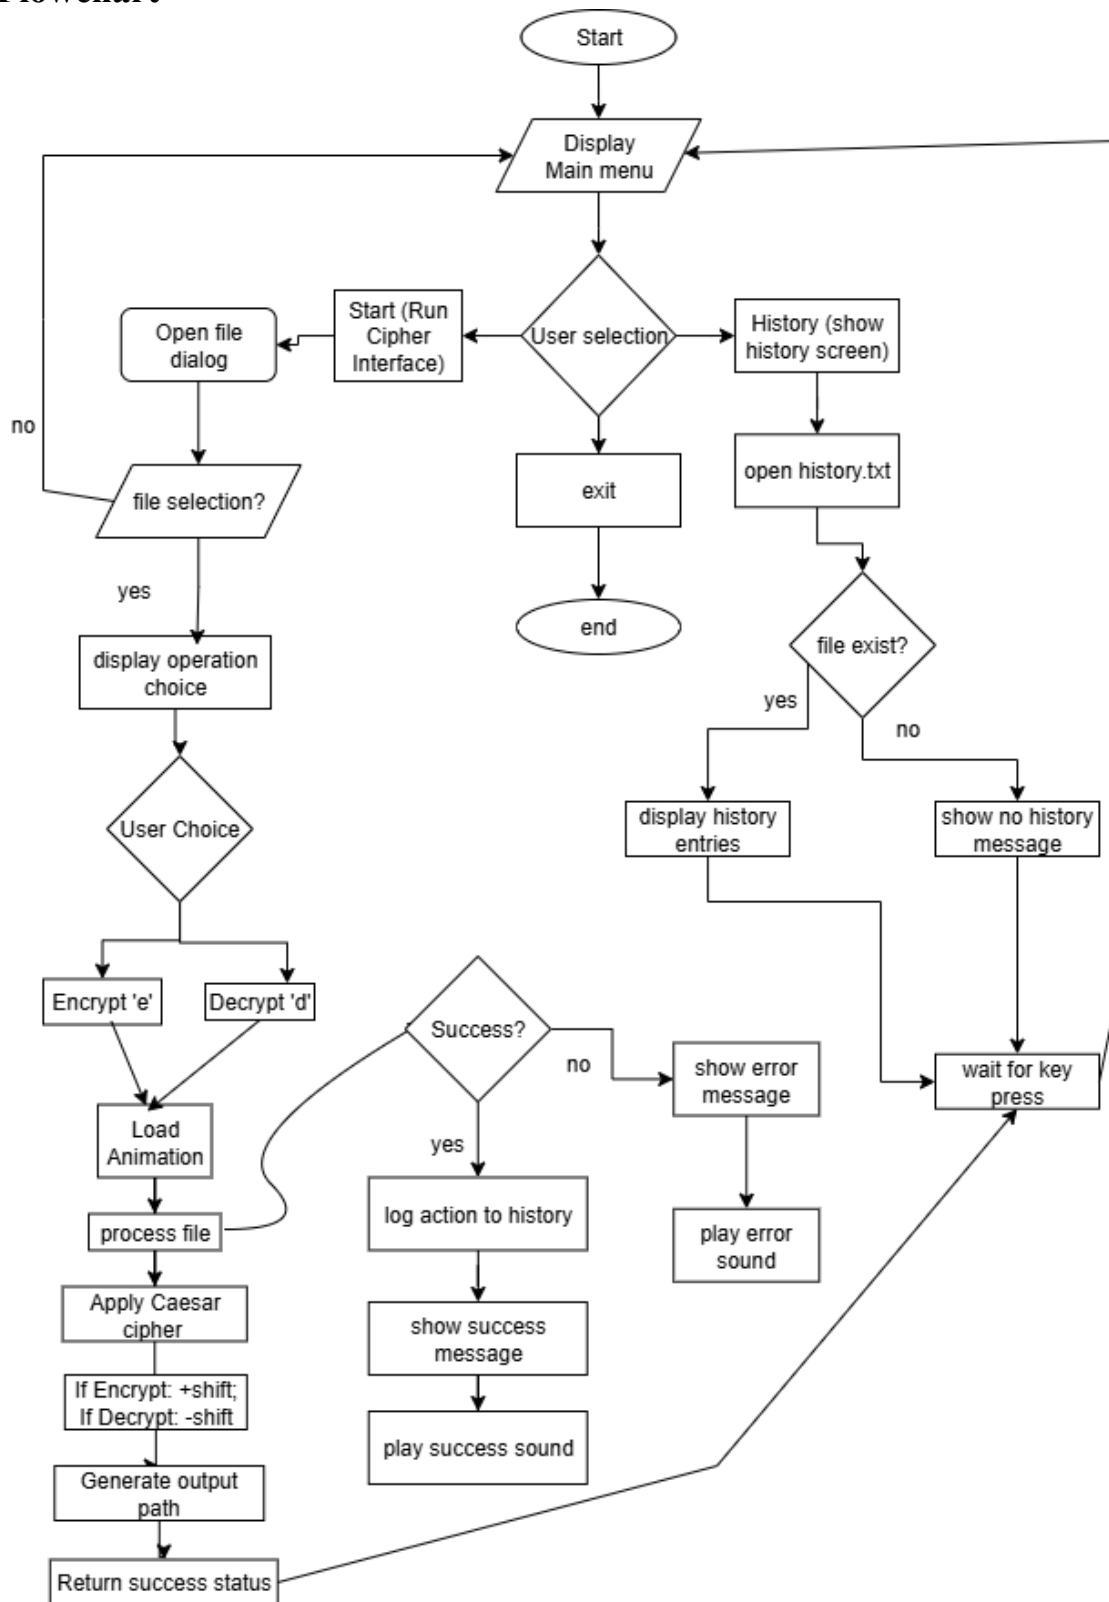 Flowchart
Start
Display
Main menu
User selection
Start (Run
Cipher
Interface)
Open file
dialog
History (show
history screen)
no
file selection?
yes
exit
end
open history.txt
file exist?
yes
no
display operation
choice
User Choice
display history
entries
show no history
message
Encrypt 'e'
Decrypt 'd'
Success?
no
yes
show error
message
wait for key
press
Load
Animation
process file
log action to history
play error
sound
Apply Caesar
cipher
show success
message
If Encrypt: +shift;
If Decrypt: -shift
play success sound
Generate output
path
Return success status